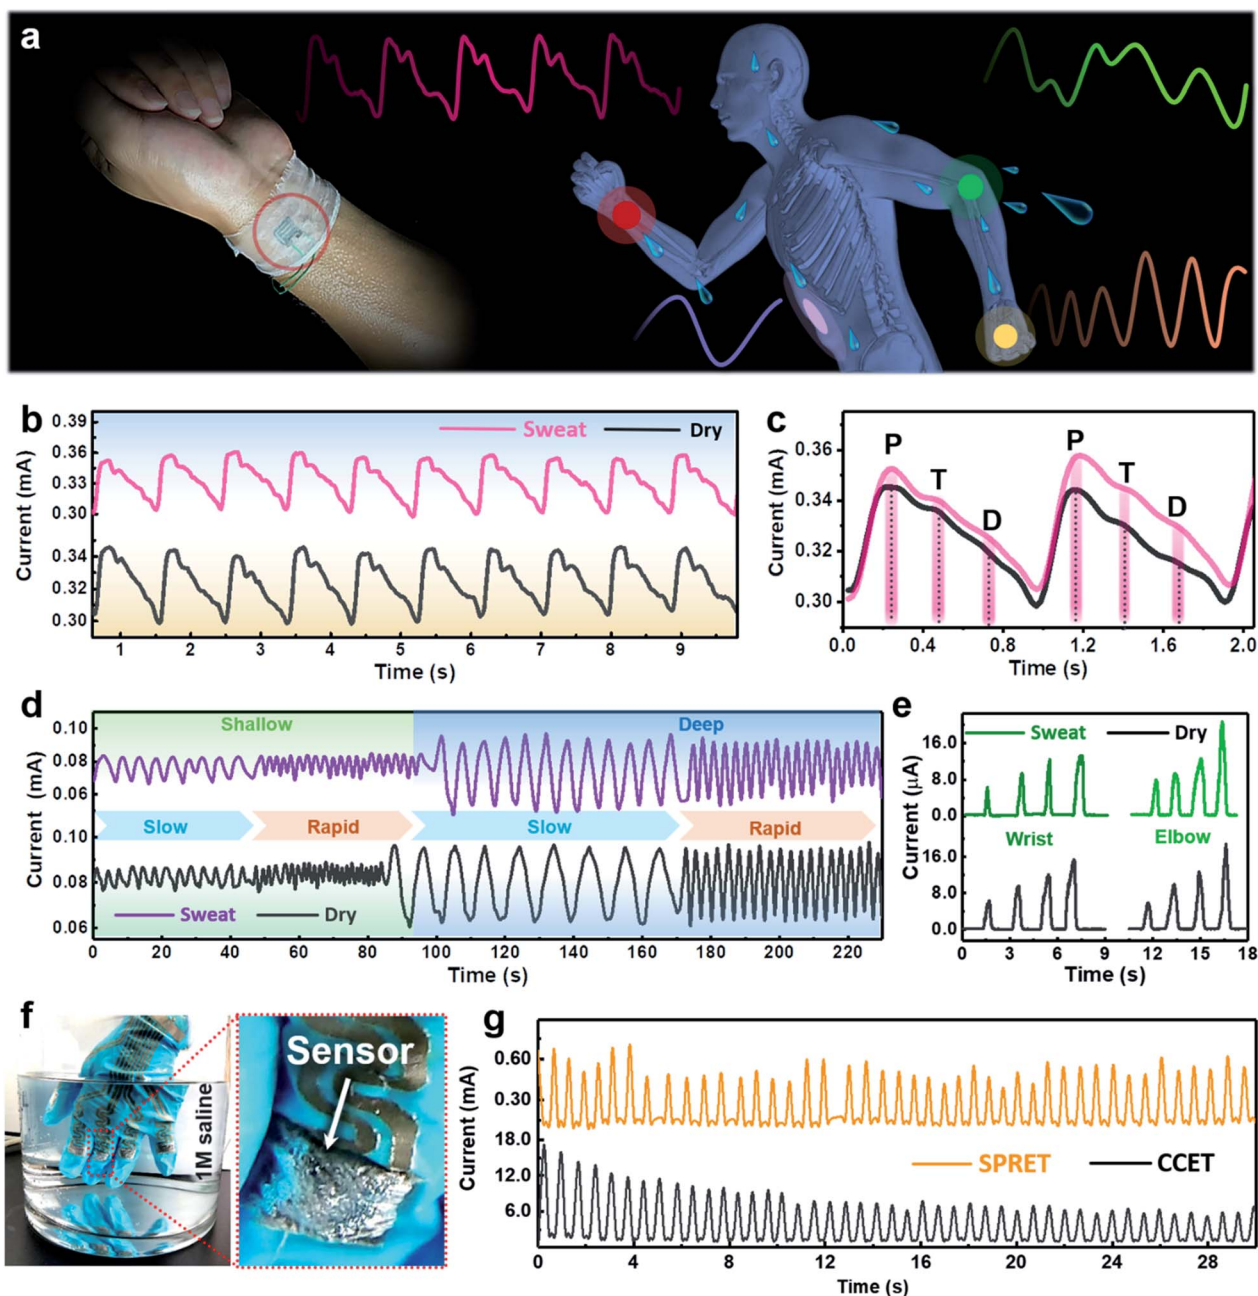 a
b
0.39
0.36
0.33
0.30
0.34
0.32
0.30
Current (mA)
Sweat
Dry
1 2 3 4 5 6 7 8 9
Time (s)
c
0.36
0.34
0.32
0.30
Current (mA)
P
T
D
P
T
D
0.0 0.4 0.8 1.2 1.6 2.0
Time (s)
d
Shallow
Deep
0.10
0.08
0.06
Current (mA)
Slow
Rapid
Slow
Rapid
0.10
0.08
0.06
Current (mA)
Sweat
Dry
0 20 40 60 80 100 120 140 160 180 200 220
Time (s)
e
Sweat
Dry
16.0
8.0
0.0
Current (μA)
Wrist
Elbow
16.0
8.0
0.0
0 3 6 9 12 15 18
Time (s)
f
1M saline
Sensor
g
0.60
0.30
Current (mA)
18.0
12.0
6.0
Current (mA)
SPRET
CCET
0 4 8 12 16 20 24 28
Time (s)